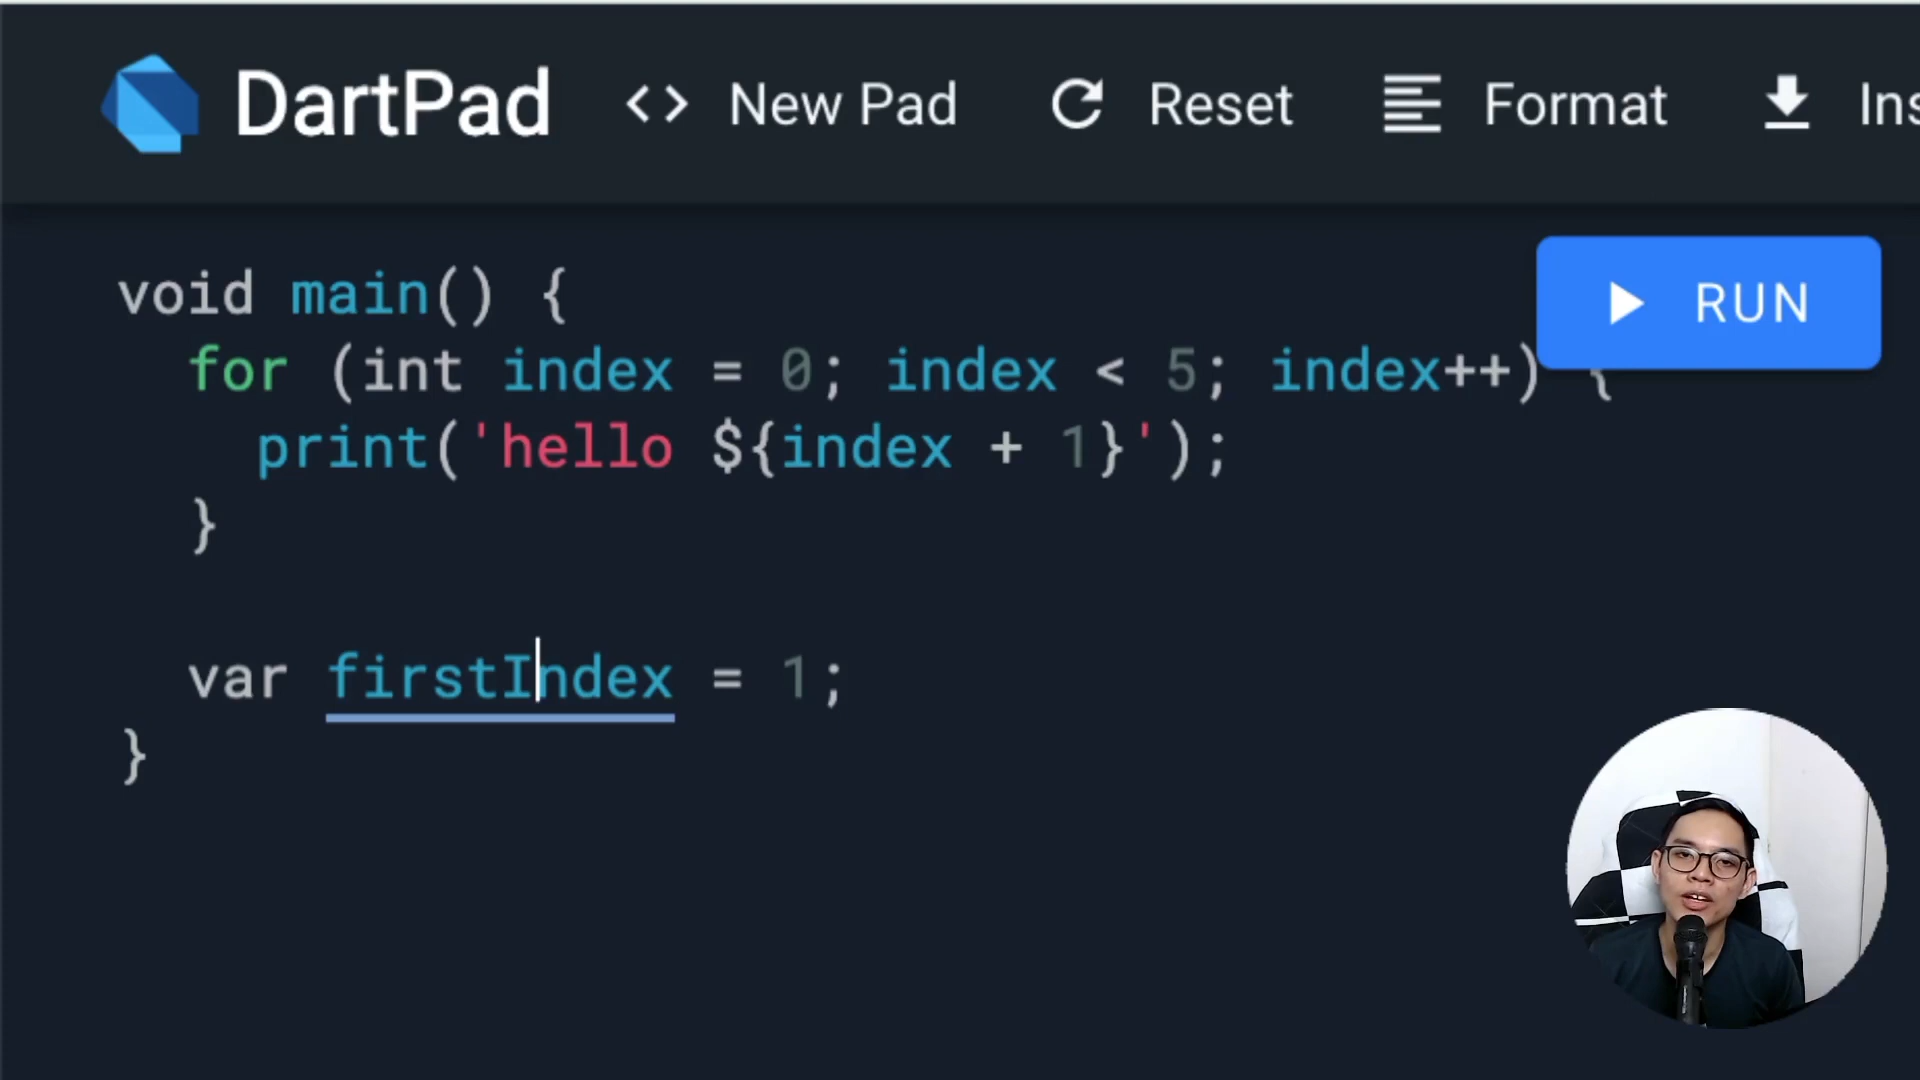 DartPad <> New Pad Reset Format Ins
RUN
void main() {
for (int index = 0; index < 5; index++) {
print('hello ${index + 1}');
}
var firstIndex = 1;
}